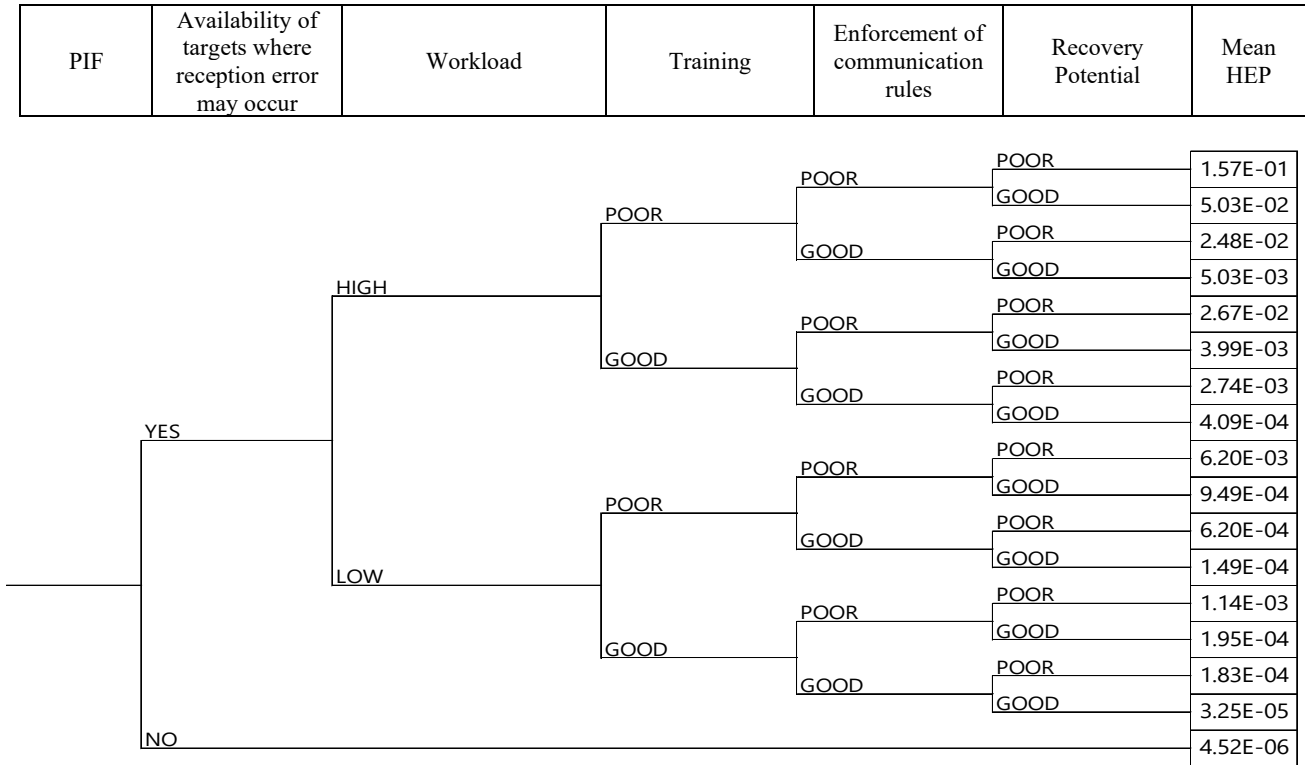 PIF
Availability of
targets where
reception error
may occur
Workload
Training
Enforcement of
communication
rules
Recovery
Potential
Mean
HEP
POOR
1.57E-01
POOR
GOOD
5.03E-02
POOR
POOR
2.48E-02
GOOD
GOOD
5.03E-03
HIGH
POOR
2.67E-02
POOR
GOOD
3.99E-03
GOOD
POOR
2.74E-03
GOOD
GOOD
4.09E-04
YES
POOR
6.20E-03
POOR
GOOD
9.49E-04
POOR
POOR
6.20E-04
GOOD
GOOD
1.49E-04
LOW
POOR
1.14E-03
POOR
GOOD
1.95E-04
GOOD
POOR
1.83E-04
GOOD
GOOD
3.25E-05
NO
4.52E-06